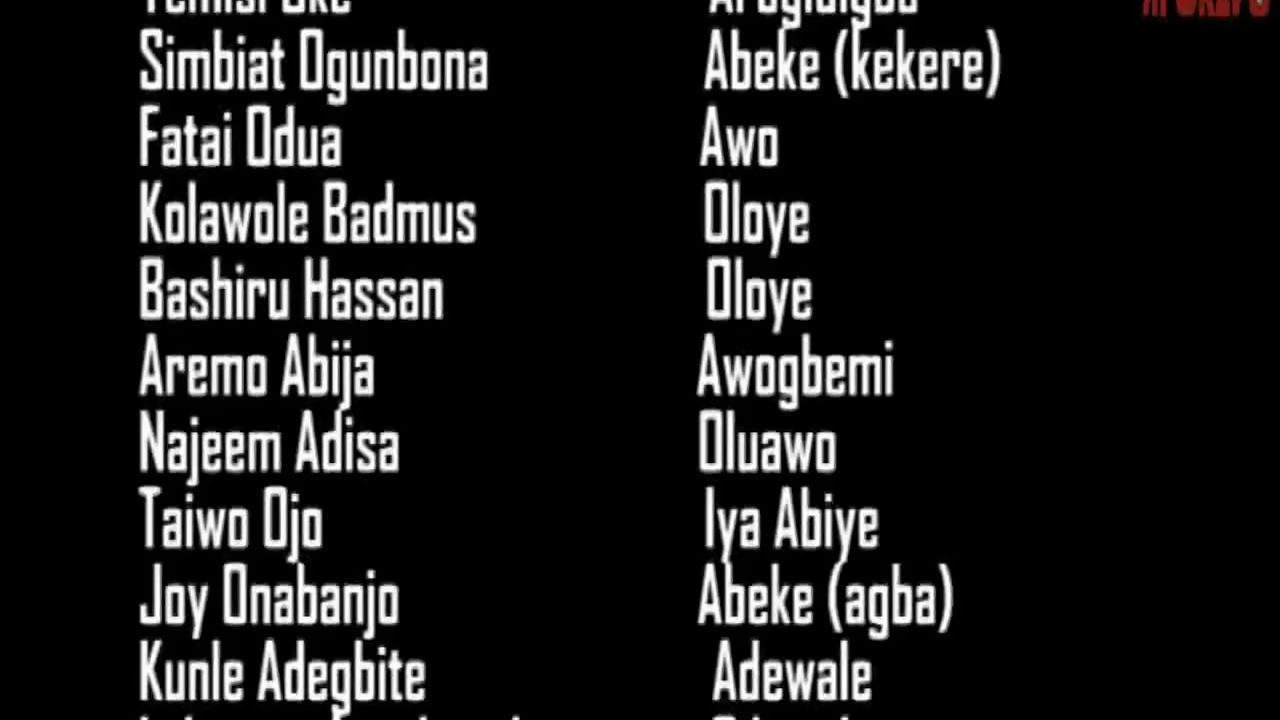 Simbiat Ogunbona Abeke (kekere)
Fatai Odua Awo
Kolawole Badmus Oloye
Bashiru Hassan Oloye
Aremo Abija Awogbemi
Najeem Adisa Oluawo
Taiwo Ojo Iya Abiye
Joy Onabanjo Abeke (agba)
Kunle Adegbite Adewale